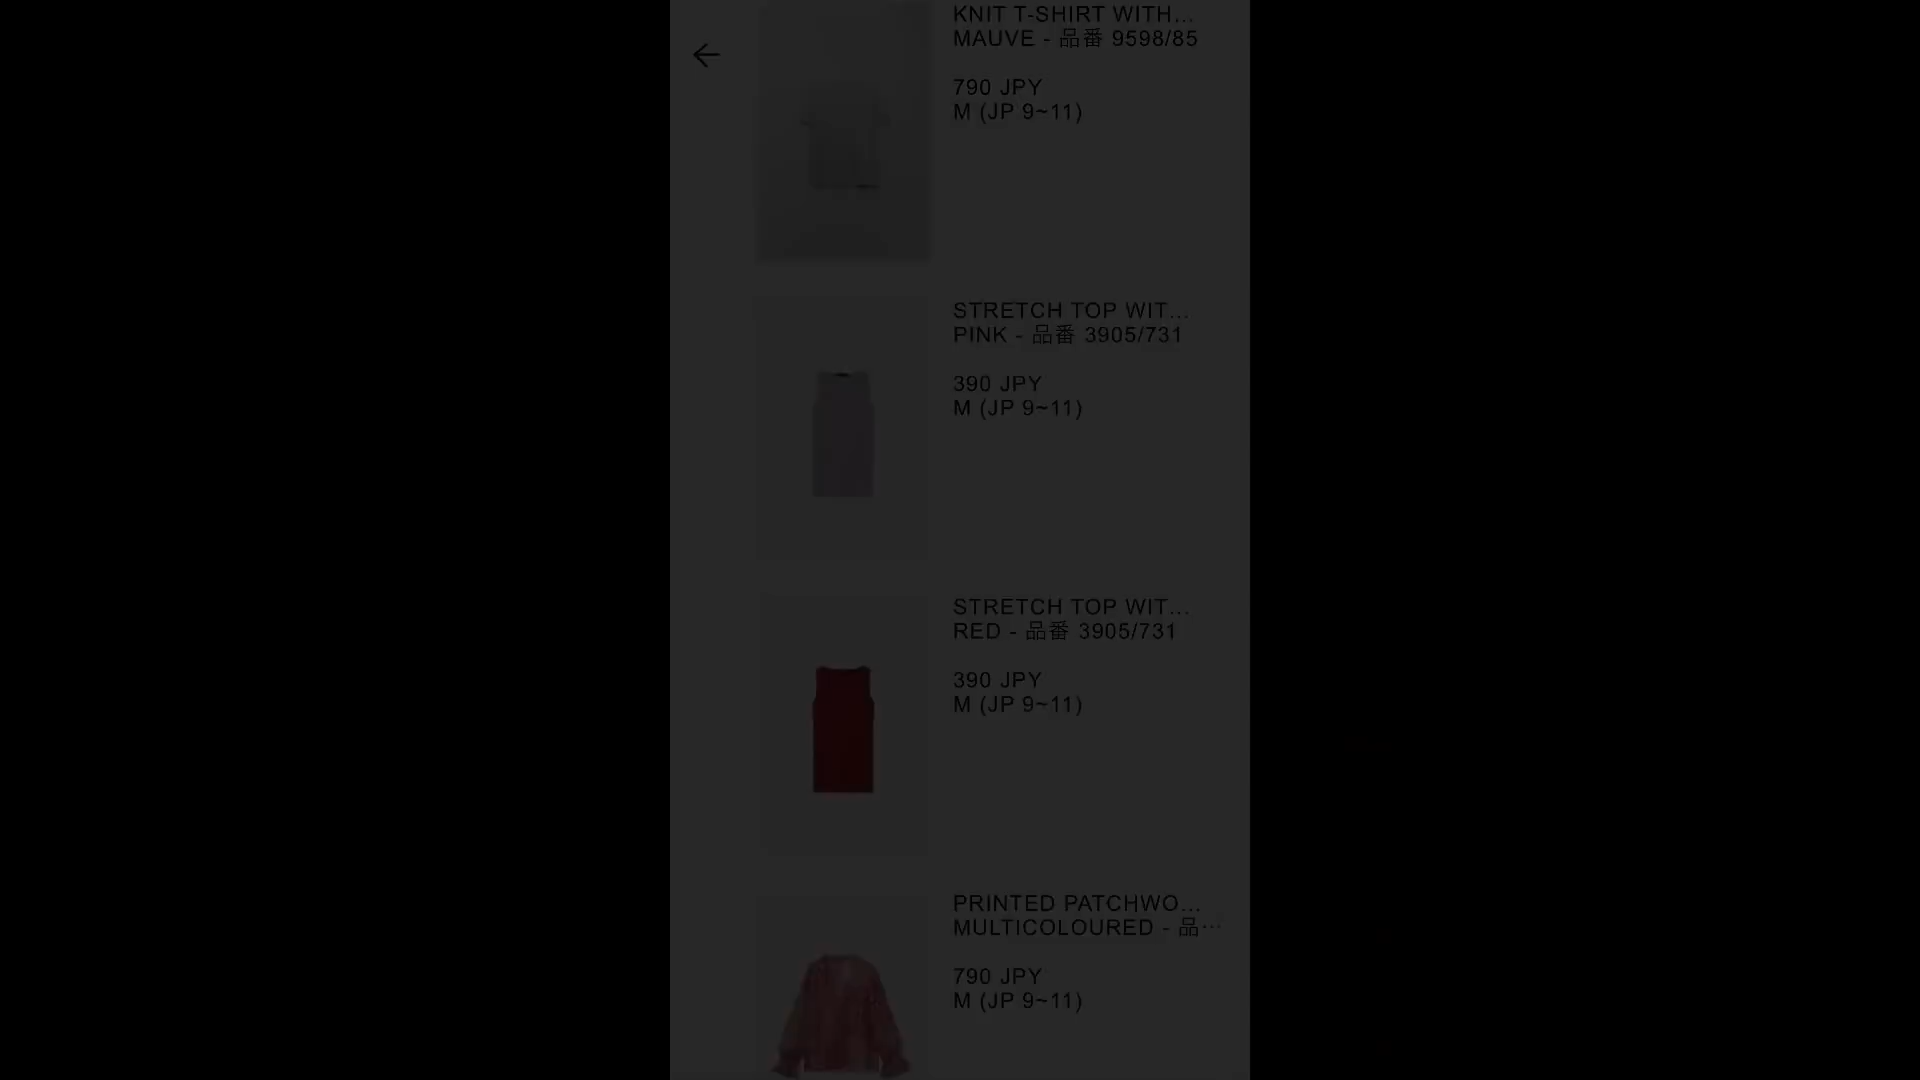 KNIT T-SHIRT WITH...
MAUVE - 品番 9598/85
790 JPY
M (JP 9~11)
STRETCH TOP WIT...
PINK - 品番 3905/731
390 JPY
M (JP 9~11)
STRETCH TOP WIT...
RED - 品番 3905/731
390 JPY
M (JP 9~11)
PRINTED PATCHWO...
MULTICOLOURED - 品…
790 JPY
M (JP 9~11)